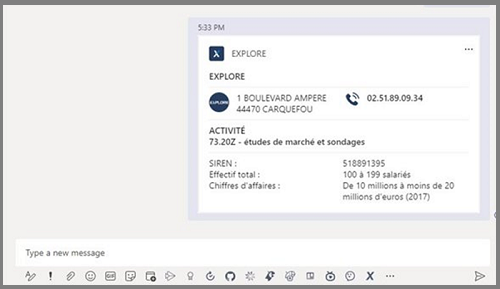 5:33 PM
EXPLORE
EXPLORE
EXPLORE
1 BOULEVARD AMPERE
44470 CARQUEFOU
02.51.89.09.34
ACTIVITÉ
73.20Z - études de marché et sondages
SIREN : 518891395
Effectif total : 100 à 199 salariés
Chiffres d'affaires : De 10 millions à moins de 20
millions d'euros (2017)
Type a new message
GIF